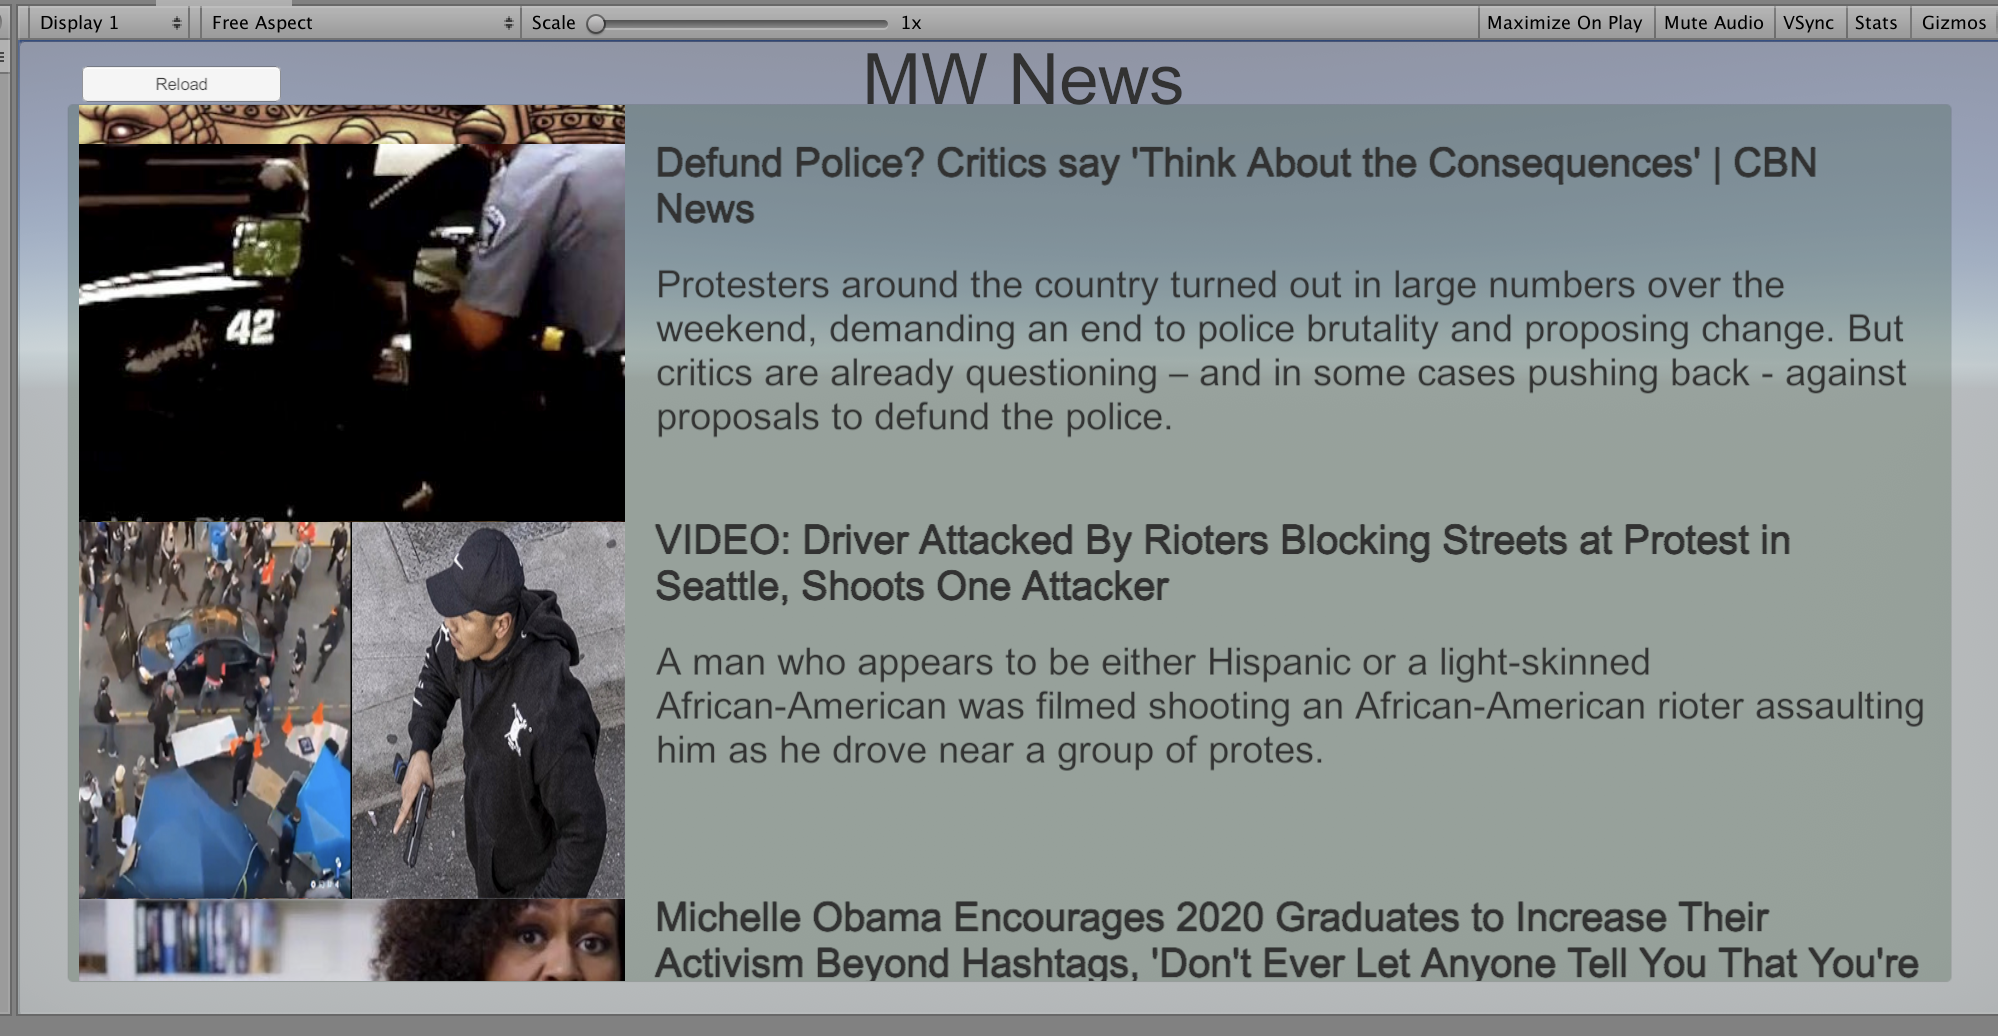 Display 1 Free Aspect Scale 1x Maximize On Play Mute Audio VSync Stats Gizmos
Reload
MW News
Defund Police? Critics say 'Think About the Consequences' | CBN
News
Protesters around the country turned out in large numbers over the
weekend, demanding an end to police brutality and proposing change. But
critics are already questioning – and in some cases pushing back - against
proposals to defund the police.
42
VIDEO: Driver Attacked By Rioters Blocking Streets at Protest in
Seattle, Shoots One Attacker
A man who appears to be either Hispanic or a light-skinned
African-American was filmed shooting an African-American rioter assaulting
him as he drove near a group of protes.
Michelle Obama Encourages 2020 Graduates to Increase Their
Activism Beyond Hashtags, 'Don't Ever Let Anyone Tell You That You're